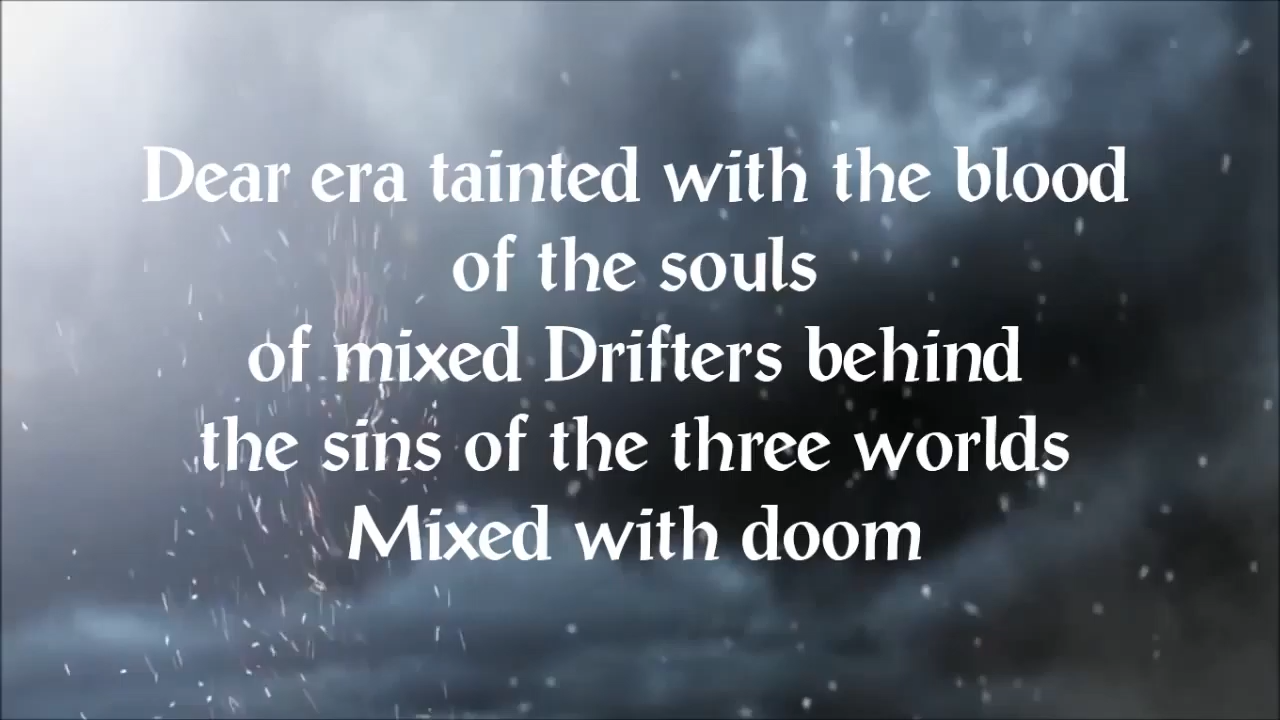 Dear era tainted with the blood
of the souls
of mixed Drifters behind
the sins of the three worlds
Mixed with doom